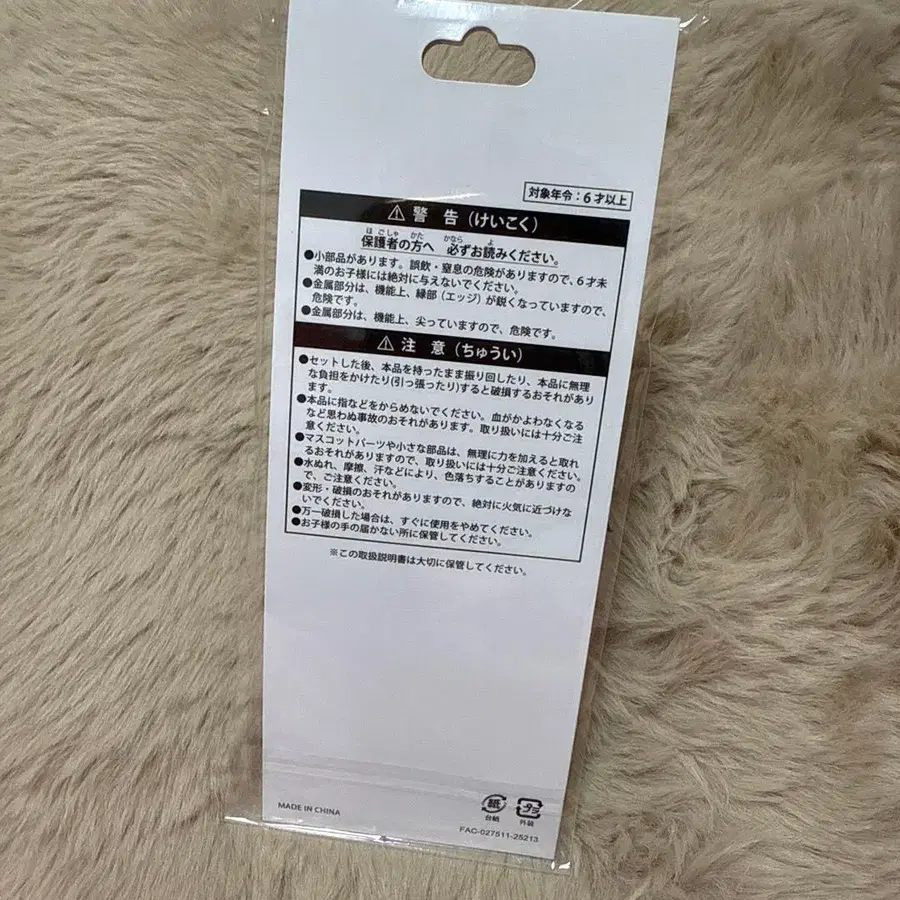 対象年令：6才以上
⚠ 警 告（けいこく）
保護者の方へ 必ずお読みください。
●小部品があります。誤飲・窒息の危険がありますので、6才未
満のお子様には絶対に与えないでください。
●金属部分は、機能上、縁部（エッジ）が鋭くなっていますので、
危険です。
●金属部分は、機能上、尖っていますので、危険です。
⚠ 注 意（ちゅうい）
●セットした後、本品を持ったまま振り回したり、本品に無理
な負担をかけたり(引っ張ったり)すると破損するおそれがあり
ます。
●本品に指などをからめないでください。血がかよわなくなる
など思わぬ事故のおそれがあります。取り扱いには十分ご注
意ください。
●マスコットパーツや小さな部品は、無理に力を加えると取れ
るおそれがありますので、取り扱いには十分ご注意ください。
●水ぬれ、摩擦、汗などにより、色落ちすることがありますの
で、ご注意ください。
●変形・破損のおそれがありますので、絶対に火気に近づけな
いでください。
●万一破損した場合は、すぐに使用をやめてください。
●お子様の手の届かない所に保管してください。
※この取扱説明書は大切に保管してください。
MADE IN CHINA
紙
台紙
プラ
外装
FAC-027511-25213